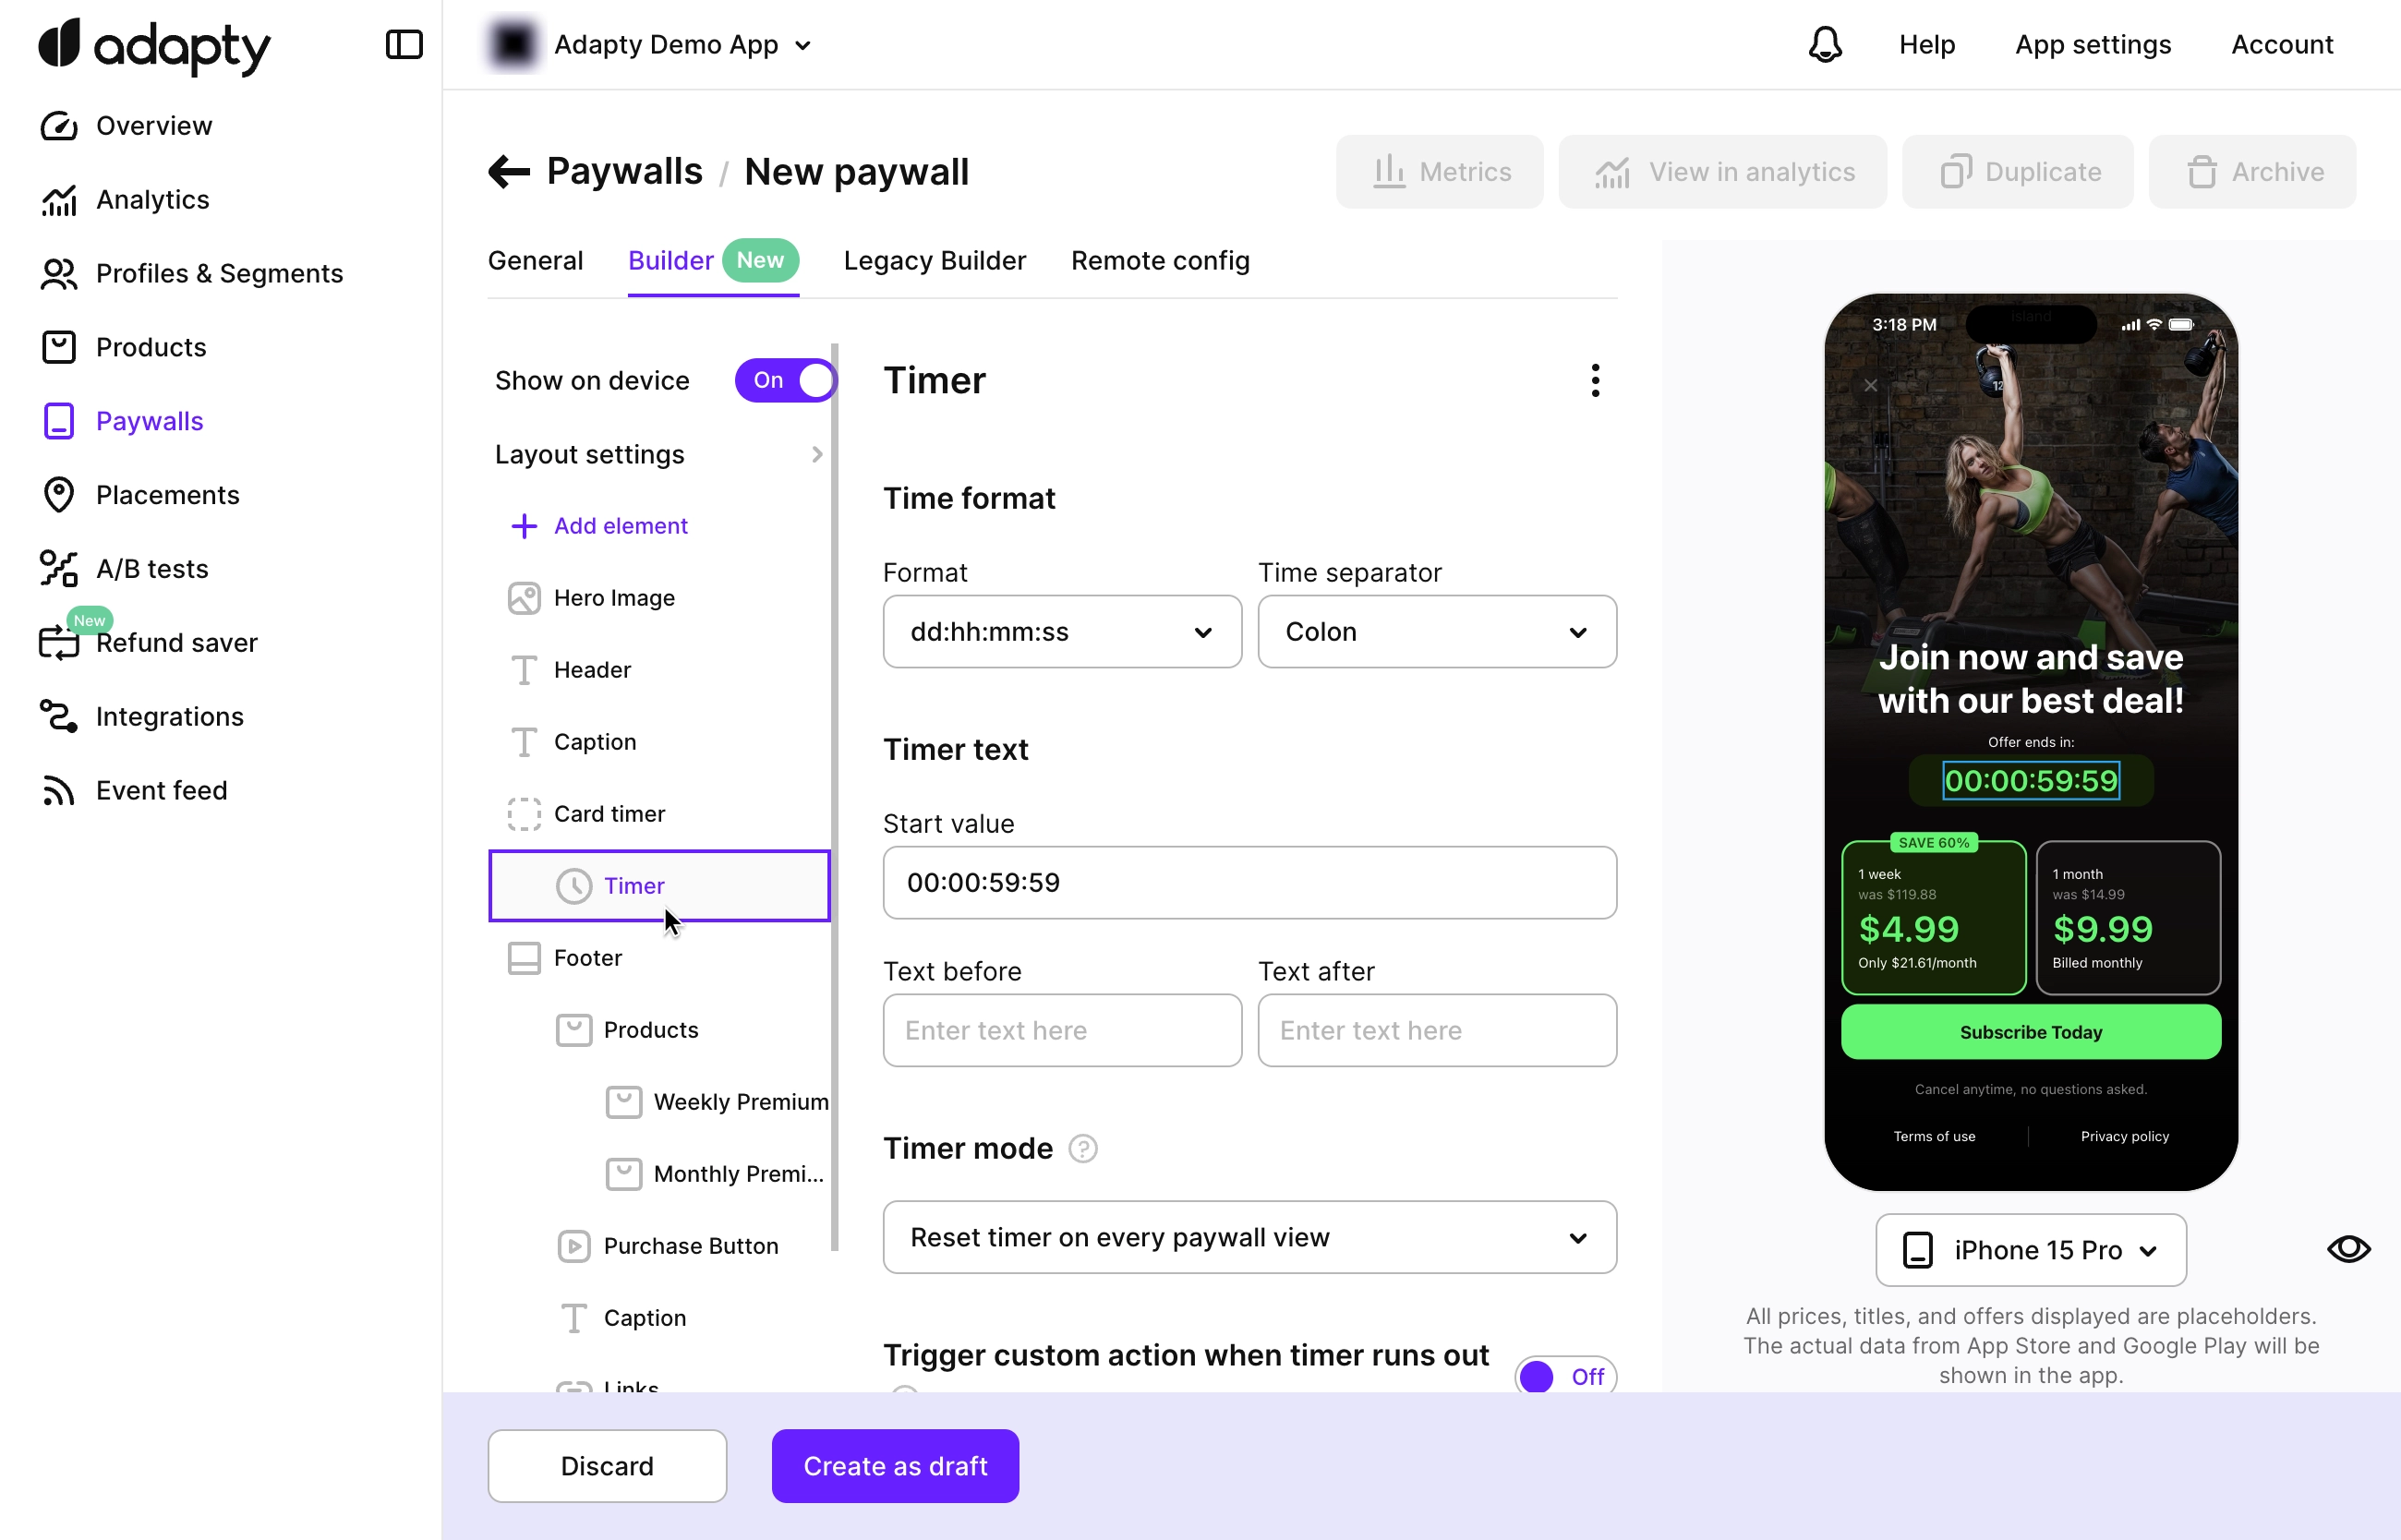 adapty
Adapty Demo App
Help
App settings
Account
Overview
Analytics
Profiles & Segments
Products
Paywalls
Placements
A/B tests
New
Refund saver
Integrations
Event feed
Paywalls / New paywall
Metrics
View in analytics
Duplicate
Archive
General
Builder
New
Legacy Builder
Remote config
Show on device
On
Layout settings
Add element
Hero Image
Header
Caption
Card timer
Timer
Footer
Products
Weekly Premium
Monthly Premi...
Purchase Button
Caption
Links
Timer
Time format
Format
Time separator
dd:hh:mm:ss
Colon
Timer text
Start value
00:00:59:59
Text before
Text after
Enter text here
Enter text here
Timer mode
?
Reset timer on every paywall view
Trigger custom action when timer runs out
Off
Discard
Create as draft
3:18 PM
island
12
Join now and save
with our best deal!
Offer ends in:
00:00:59:59
SAVE 60%
1 week
was $119.88
$4.99
Only $21.61/month
1 month
was $14.99
$9.99
Billed monthly
Subscribe Today
Cancel anytime, no questions asked.
Terms of use
Privacy policy
iPhone 15 Pro
All prices, titles, and offers displayed are placeholders.
The actual data from App Store and Google Play will be
shown in the app.